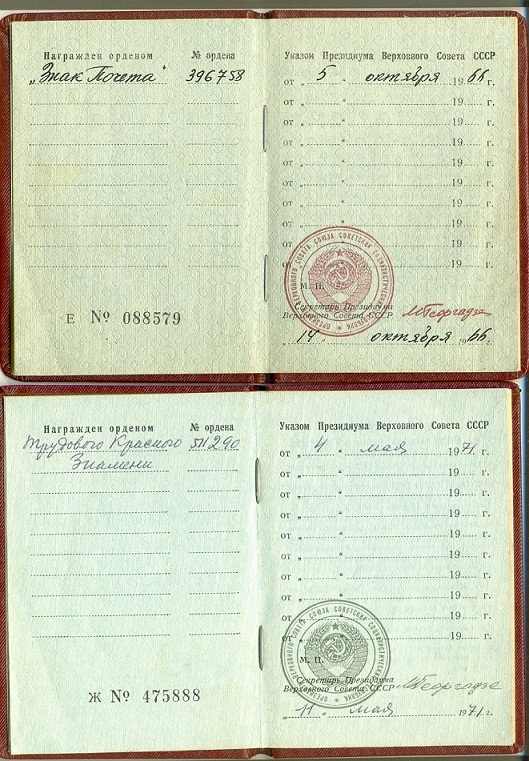 Награжден орденом № ордена
„Знак Почета“ 396758
Е № 088579
Указом Президиума Верховного Совета СССР
от „ 5 “ октября 1966 г.
от „ “ 19 г.
от „ “ 19 г.
от „ “ 19 г.
от „ “ 19 г.
от „ “ 19 г.
от „ “ 19 г.
от „ “ 19 г.
от „ “ 19 г.
от „ “ 19 г.
М. П.
Секретарь Президиума
Верховного Совета СССР МГеоргадзе
„ 14 “ октября 1966 г.
Награжден орденом № ордена
Трудового Красного 511290
Знамени
Ж № 475888
Указом Президиума Верховного Совета СССР
от „ 4 “ мая 1971 г.
от „ “ 19 г.
от „ “ 19 г.
от „ “ 19 г.
от „ “ 19 г.
от „ “ 19 г.
от „ “ 19 г.
от „ “ 19 г.
от „ “ 19 г.
от „ “ 19 г.
М. П.
Секретарь Президиума
Верховного Совета СССР МГеоргадзе
„ 11 “ мая 1971 г.